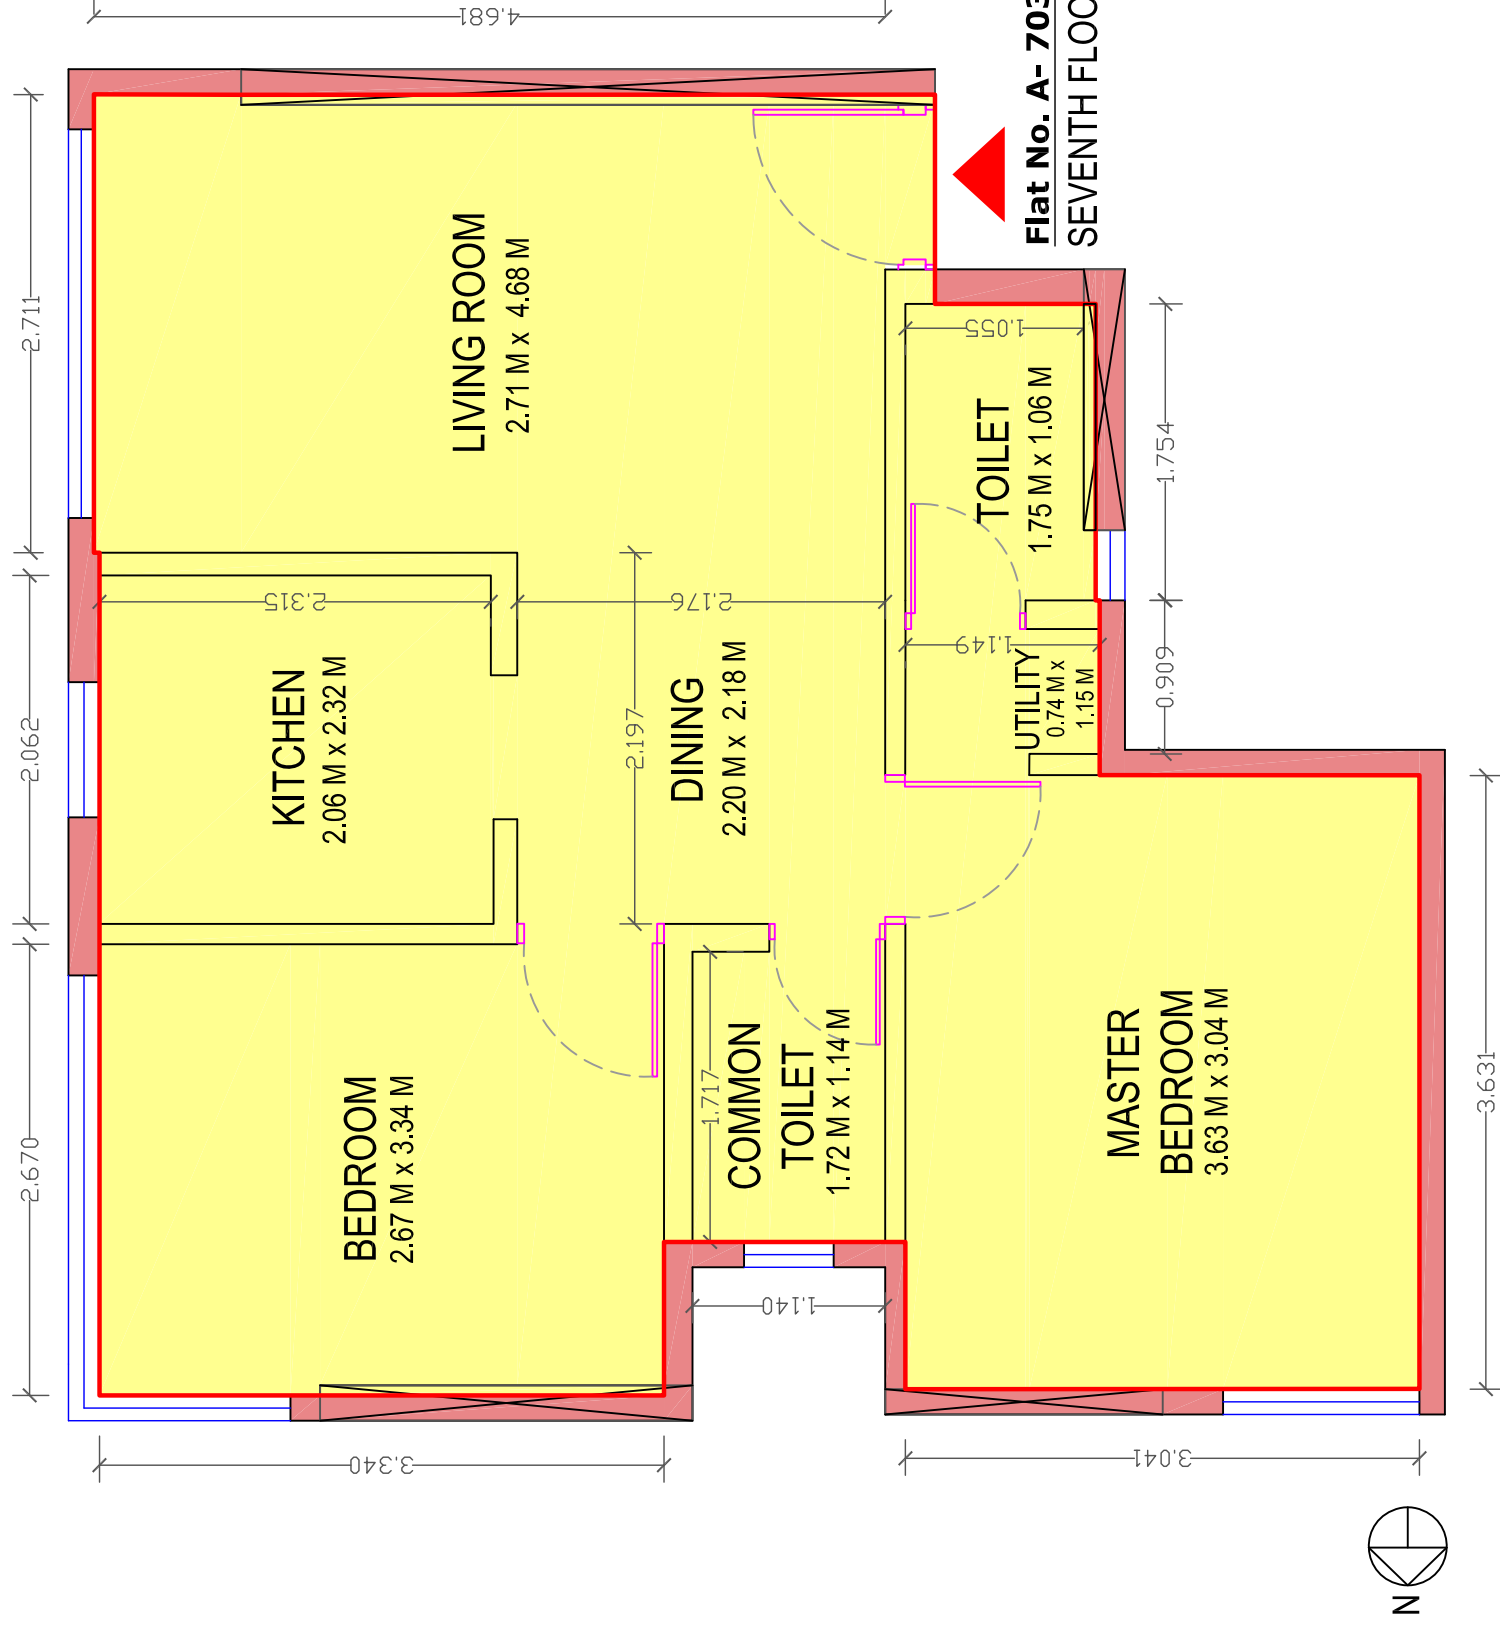 4.681
Flat No. A- 703
SEVENTH FLOO
2.711
LIVING ROOM
2.71 M x 4.68 M
1.055
TOILET
1.75 M x 1.06 M
1.754
2.315
2.176
1.149
KITCHEN
2.06 M x 2.32 M
2.062
DINING
2.20 M x 2.18 M
2.197
UTILITY
0.74 M x
1.15 M
0.909
BEDROOM
2.67 M x 3.34 M
2.670
COMMON
TOILET
1.72 M x 1.14 M
1.717
1.140
MASTER
BEDROOM
3.63 M x 3.04 M
3.631
3.340
3.041
N